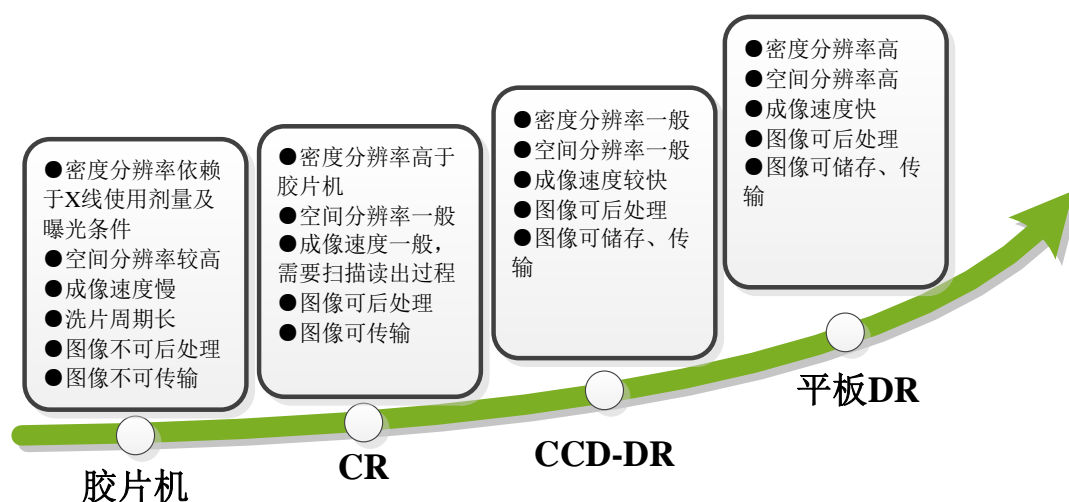 ●密度分辨率依赖
于X线使用剂量及
曝光条件
●空间分辨率较高
●成像速度慢
●洗片周期长
●图像不可后处理
●图像不可传输
胶片机
●密度分辨率高于
胶片机
●空间分辨率一般
●成像速度一般，
需要扫描读出过程
●图像可后处理
●图像可传输
CR
●密度分辨率一般
●空间分辨率一般
●成像速度较快
●图像可后处理
●图像可储存、传
输
CCD-DR
●密度分辨率高
●空间分辨率高
●成像速度快
●图像可后处理
●图像可储存、传
输
平板DR